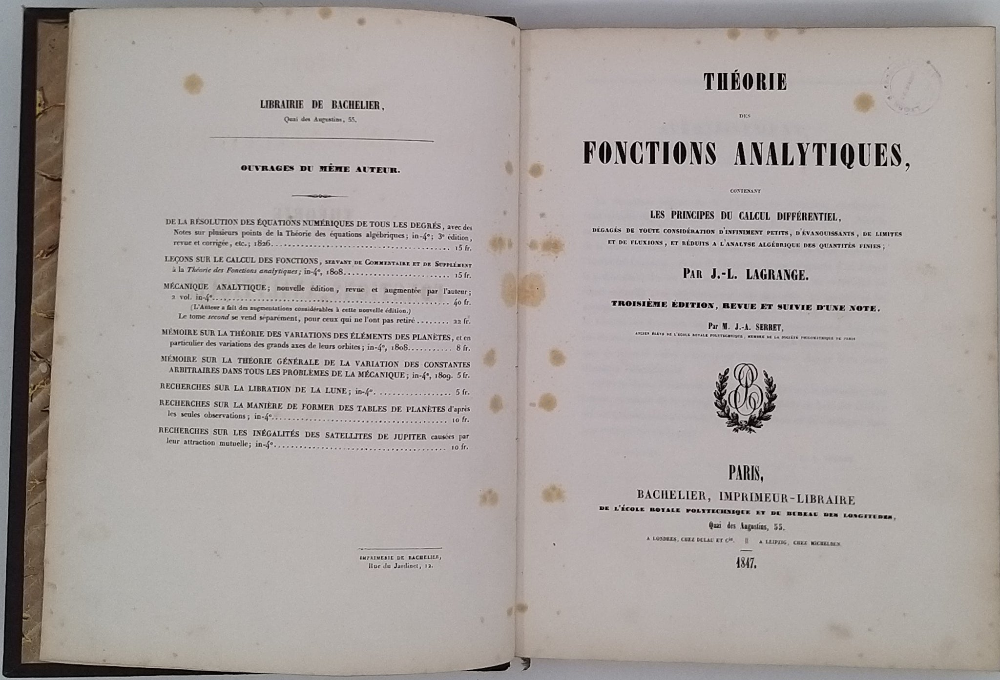 LIBRAIRIE DE BACHELIER,
Quai des Augustins, 55.
OUVRAGES DU MÊME AUTEUR.
DE LA RÉSOLUTION DES ÉQUATIONS NUMÉRIQUES DE TOUS LES DEGRÉS, avec des
Notes sur plusieurs points de la Théorie des équations algébriques; in-4°; 3e édition,
revue et corrigée, etc.; 1826........................................ 15 fr.
LEÇONS SUR LE CALCUL DES FONCTIONS, SERVANT DE COMMENTAIRE ET DE SUPPLÉMENT
à la Théorie des Fonctions analytiques; in-4°, 1808........................ 15 fr.
MÉCANIQUE ANALYTIQUE; nouvelle édition, revue et augmentée par l'auteur;
2 vol. in-4°..................................................... 40 fr.
(L'Auteur a fait des augmentations considérables à cette nouvelle édition.)
Le tome second se vend séparément, pour ceux qui ne l'ont pas retiré ........ 22 fr.
MÉMOIRE SUR LA THÉORIE DES VARIATIONS DES ÉLÉMENTS DES PLANÈTES, et en
particulier des variations des grands axes de leurs orbites; in-4°, 1808........... 8 fr.
MÉMOIRE SUR LA THÉORIE GÉNÉRALE DE LA VARIATION DES CONSTANTES
ARBITRAIRES DANS TOUS LES PROBLÈMES DE LA MÉCANIQUE; in-4°, 1809. 5 fr.
RECHERCHES SUR LA LIBRATION DE LA LUNE; in-4°.................. 5 fr.
RECHERCHES SUR LA MANIÈRE DE FORMER DES TABLES DE PLANÈTES d'après
les seules observations; in-4°........................................ 10 fr.
RECHERCHES SUR LES INÉGALITÉS DES SATELLITES DE JUPITER causées par
leur attraction mutuelle; in-4°....................................... 10 fr.
IMPRIMERIE DE BACHELIER,
Rue du Jardinet, 12.
THÉORIE
DES
FONCTIONS ANALYTIQUES,
CONTENANT
LES PRINCIPES DU CALCUL DIFFÉRENTIEL,
DÉGAGÉS DE TOUTE CONSIDÉRATION D'INFINIMENT PETITS, D'ÉVANOUISSANTS, DE LIMITES
ET DE FLUXIONS, ET RÉDUITS A L'ANALYSE ALGÉBRIQUE DES QUANTITÉS FINIES;
PAR J.-L. LAGRANGE.
TROISIÈME ÉDITION, REVUE ET SUIVIE D'UNE NOTE.
Par M. J.-A. SERRET,
ANCIEN ÉLÈVE DE L'ÉCOLE ROYALE POLYTECHNIQUE, MEMBRE DE LA SOCIÉTÉ PHILOMATHIQUE DE PARIS
PARIS,
BACHELIER, IMPRIMEUR-LIBRAIRE
DE L'ÉCOLE ROYALE POLYTECHNIQUE ET DU BUREAU DES LONGITUDES,
Quai des Augustins, 55.
A LONDRES, CHEZ DULAU ET Cie. || A LEIPZIG, CHEZ MICHELSEN
1847.